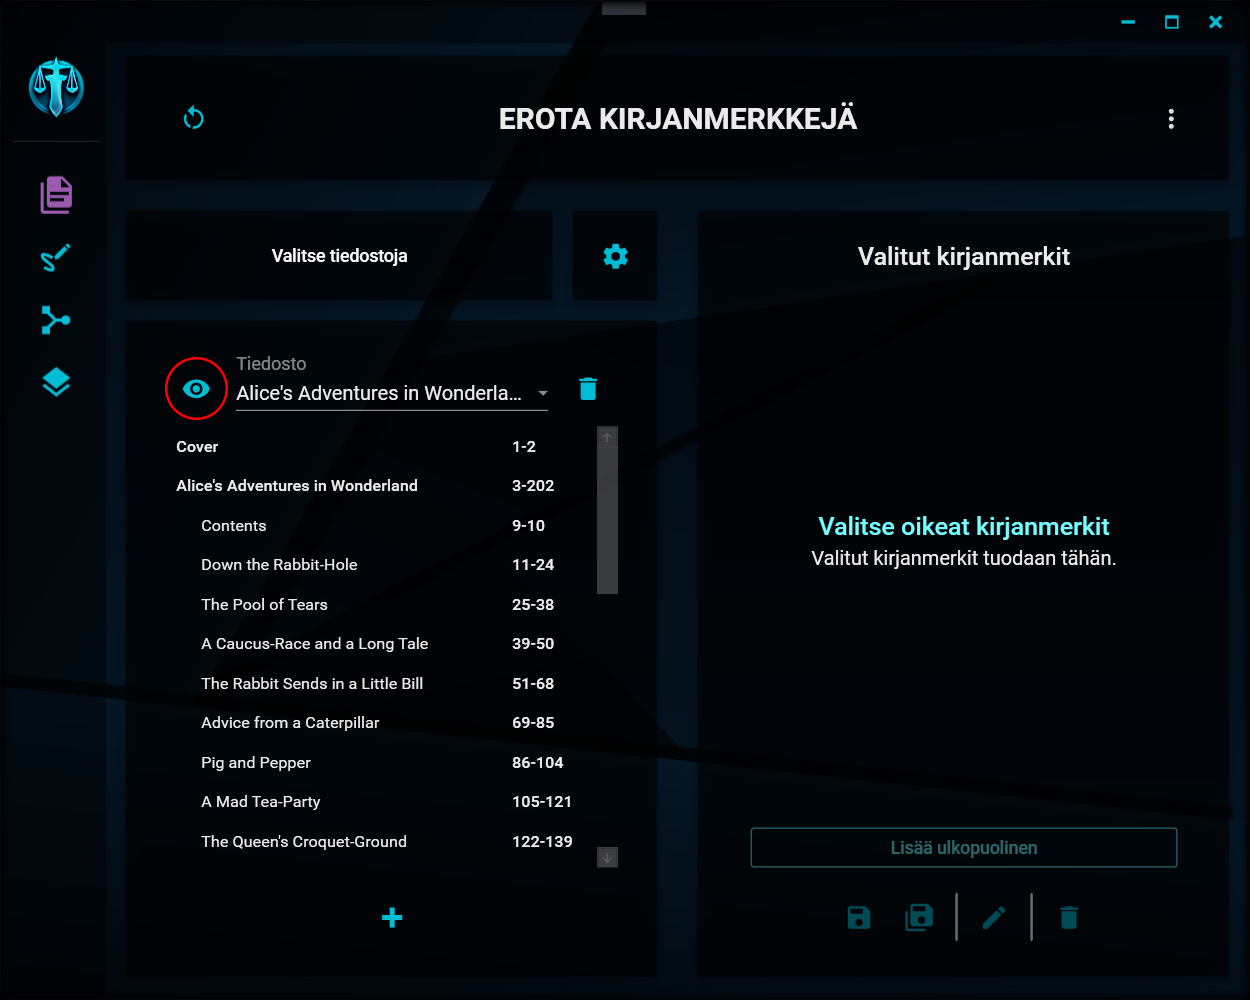 EROTA KIRJANMERKKEJÄ
Valitse tiedostoja
Tiedosto
Alice's Adventures in Wonderla...
Cover 1-2
Alice's Adventures in Wonderland 3-202
Contents 9-10
Down the Rabbit-Hole 11-24
The Pool of Tears 25-38
A Caucus-Race and a Long Tale 39-50
The Rabbit Sends in a Little Bill 51-68
Advice from a Caterpillar 69-85
Pig and Pepper 86-104
A Mad Tea-Party 105-121
The Queen's Croquet-Ground 122-139
Valitut kirjanmerkit
Valitse oikeat kirjanmerkit
Valitut kirjanmerkit tuodaan tähän.
Lisää ulkopuolinen